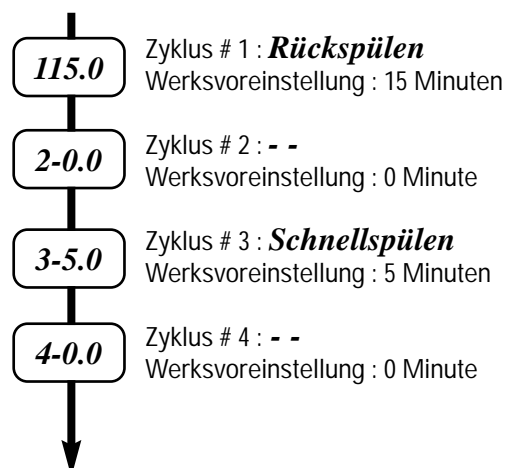 115.0
Zyklus # 1 : Rückspülen
Werksvoreinstellung : 15 Minuten
2-0.0
Zyklus # 2 : - -
Werksvoreinstellung : 0 Minute
3-5.0
Zyklus # 3 : Schnellspülen
Werksvoreinstellung : 5 Minuten
4-0.0
Zyklus # 4 : - -
Werksvoreinstellung : 0 Minute